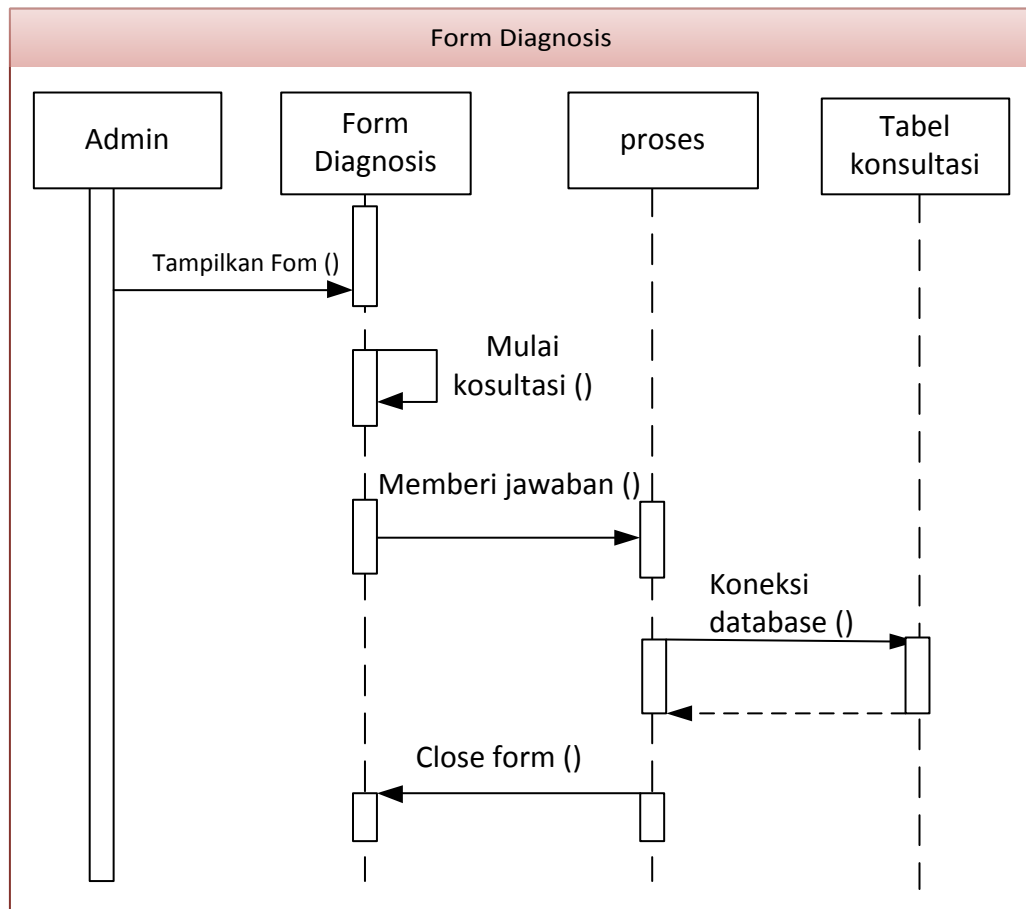 Form Diagnosis
Admin
Form
Diagnosis
proses
Tabel
konsultasi
Tampilkan Fom ()
Mulai
kosultasi ()
Memberi jawaban ()
Koneksi
database ()
Close form ()